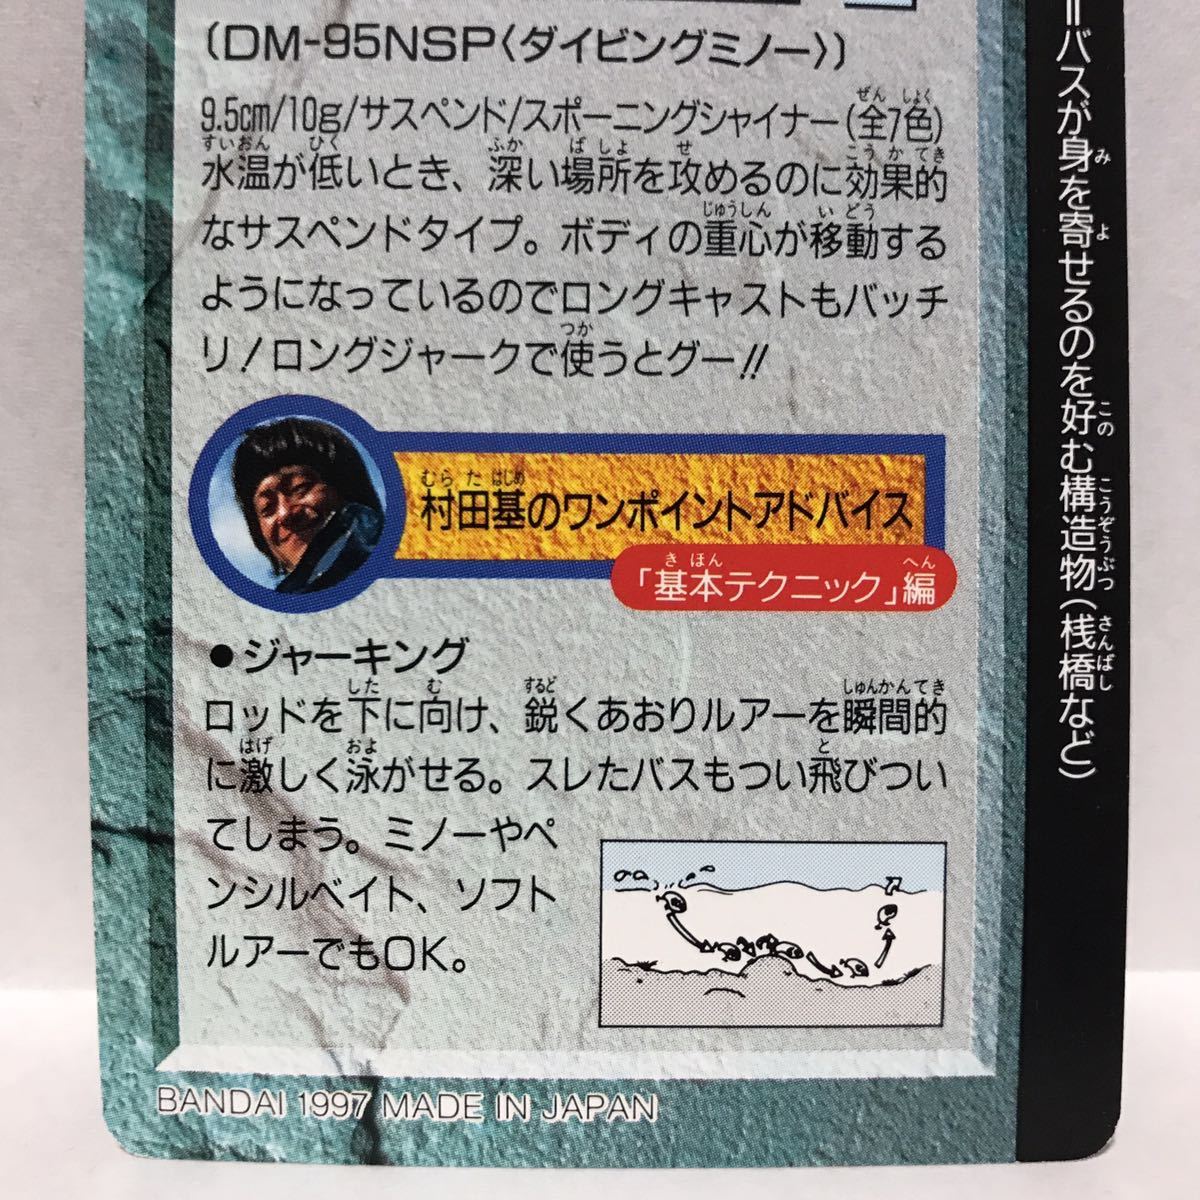 (DM-95NSP〈ダイビングミノー〉)
9.5cm/10g/サスペンド/スポーニングシャイナー(全7色)
水温が低いとき、深い場所を攻めるのに効果的
なサスペンドタイプ。ボディの重心が移動する
ようになっているのでロングキャストもバッチ
リ!ロングジャークで使うとグー!!
村田基のワンポイントアドバイス
「基本テクニック」編
●ジャーキング
ロッドを下に向け、鋭くあおりルアーを瞬間的
に激しく泳がせる。スレたバスもつい飛びつい
てしまう。ミノーやペ
ンシルベイト、ソフト
ルアーでもOK。
BANDAI 1997 MADE IN JAPAN
=バスが身を寄せるのを好む構造物(桟橋など)